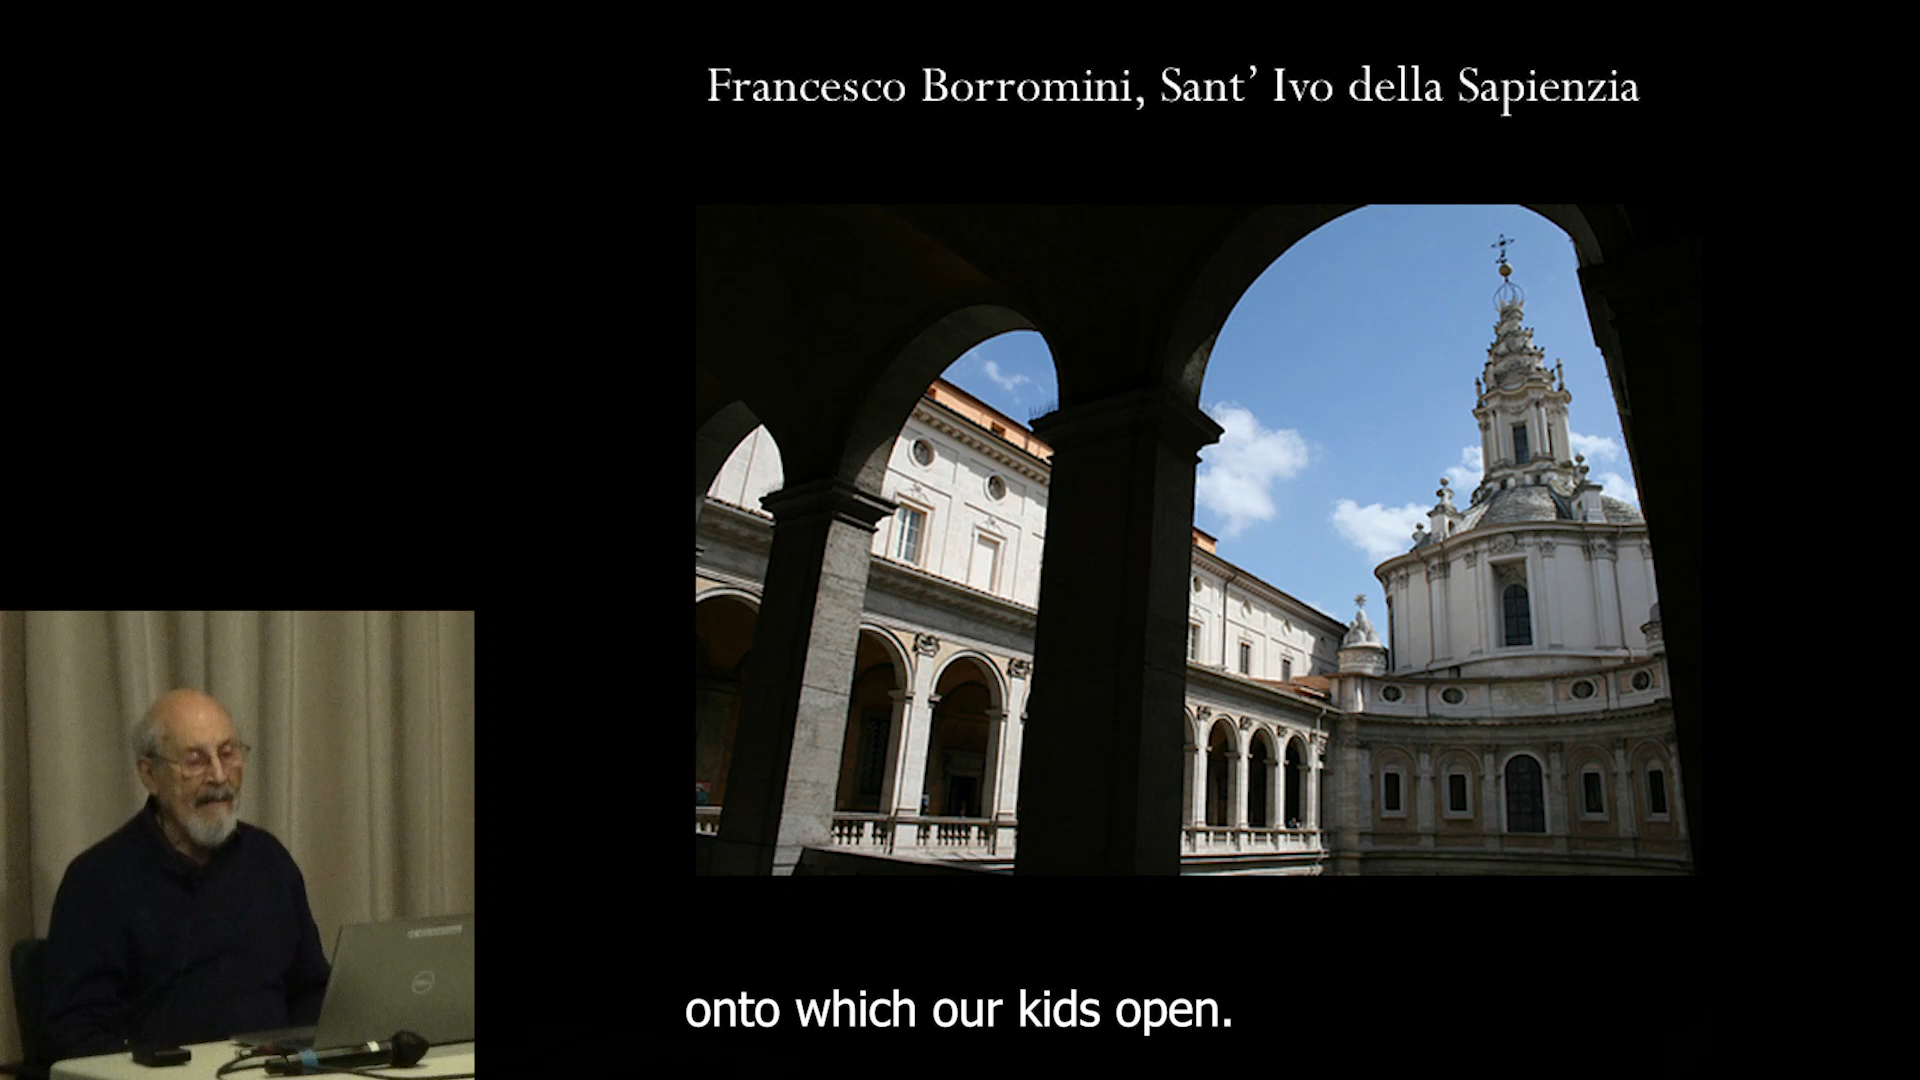 Francesco Borromini, Sant’ Ivo della Sapienzia
onto which our kids open.